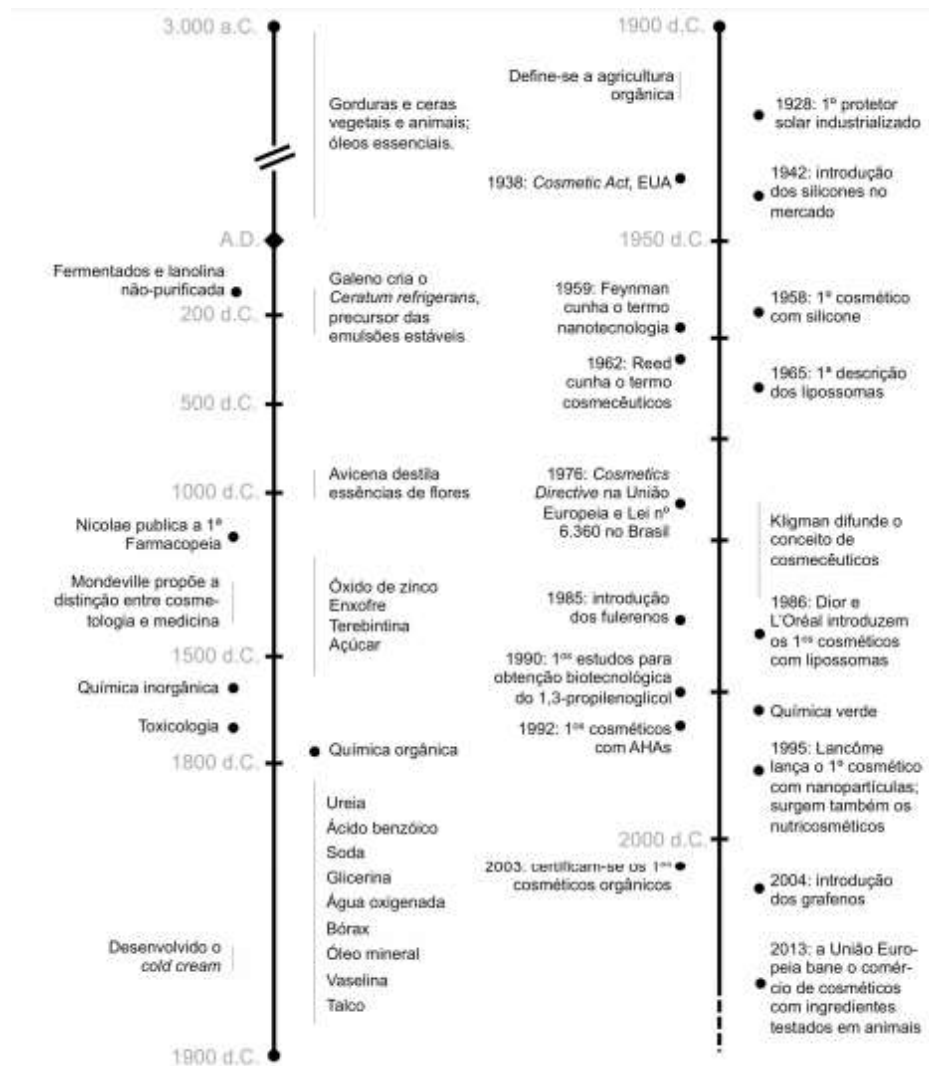 3.000 a.C.
Gorduras e ceras
vegetais e animais;
óleos essenciais.
A.D.
Fermentados e lanolina
não-purificada
Galeno cria o
Ceratum refrigerans,
precursor das
emulsões estáveis
200 d.C.
500 d.C.
Avicena destila
essências de flores
1000 d.C.
Nicolae publica a 1ª
Farmacopeia
Mondeville propõe a
distinção entre cosme-
tologia e medicina
Óxido de zinco
Enxofre
Terebintina
Açúcar
1500 d.C.
Química inorgânica
Toxicologia
Química orgânica
1800 d.C.
Ureia
Ácido benzóico
Soda
Glicerina
Água oxigenada
Bórax
Óleo mineral
Vaselina
Talco
Desenvolvido o
cold cream
1900 d.C.
1900 d.C.
Define-se a agricultura
orgânica
1928: 1º protetor
solar industrializado
1938: Cosmetic Act, EUA
1942: introdução
dos silicones no
mercado
1950 d.C.
1959: Feynman
cunha o termo
nanotecnologia
1958: 1º cosmético
com silicone
1962: Reed
cunha o termo
cosmecêuticos
1965: 1ª descrição
dos lipossomas
1976: Cosmetics
Directive na União
Europeia e Lei nº
6.360 no Brasil
Kligman difunde o
conceito de
cosmecêuticos
1985: introdução
dos fulerenos
1986: Dior e
L'Oréal introduzem
os 1ºˢ cosméticos
com lipossomas
1990: 1ºˢ estudos para
obtenção biotecnológica
do 1,3-propilenoglicol
Química verde
1992: 1ºˢ cosméticos
com AHAs
1995: Lancôme
lança o 1º cosmético
com nanopartículas;
surgem também os
nutricosméticos
2000 d.C.
2003: certificam-se os 1ºˢ
cosméticos orgânicos
2004: introdução
dos grafenos
2013: a União Euro-
peia bane o comér-
cio de cosméticos
com ingredientes
testados em animais